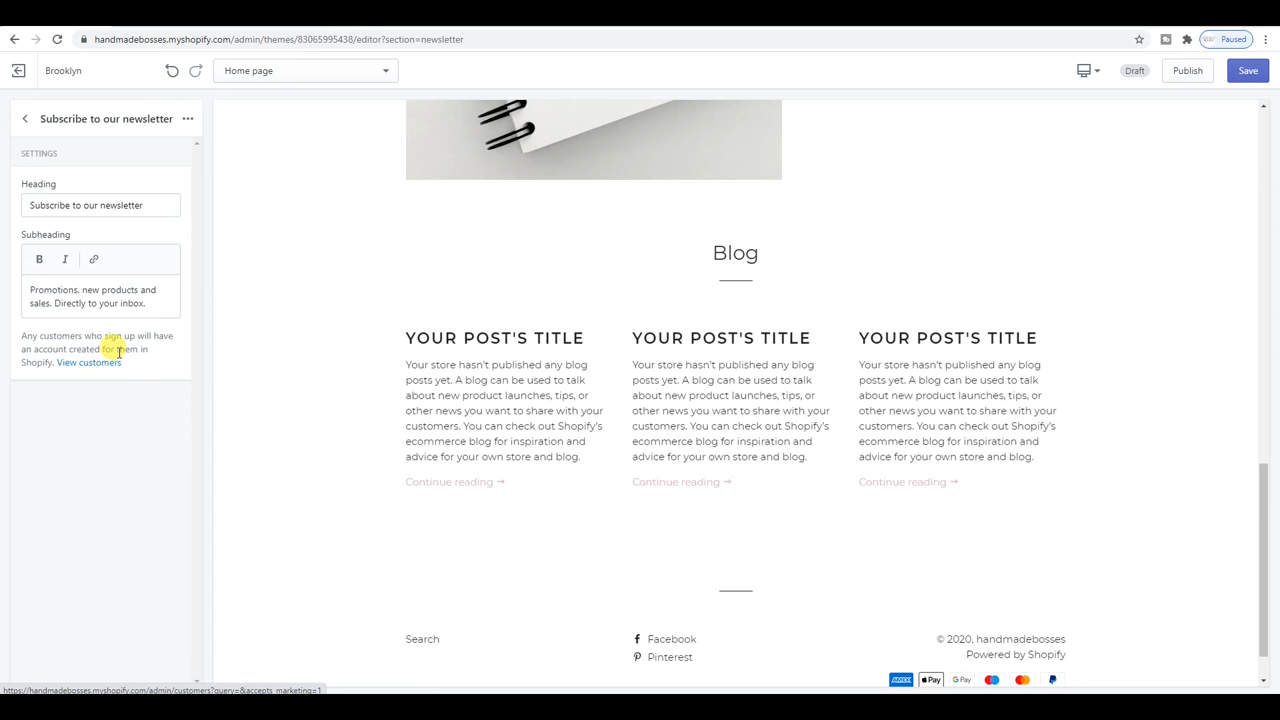 handmadebosses.myshopify.com/admin/themes/83065995438/editor?section=newsletter
Paused
Brooklyn
Home page
Draft
Publish
Save
Subscribe to our newsletter
SETTINGS
Heading
Subscribe to our newsletter
Subheading
B I
Promotions, new products and
sales. Directly to your inbox.
Any customers who sign up will have
an account created for them in
Shopify. View customers
Blog
YOUR POST'S TITLE
Your store hasn't published any blog
posts yet. A blog can be used to talk
about new product launches, tips, or
other news you want to share with your
customers. You can check out Shopify's
ecommerce blog for inspiration and
advice for your own store and blog.
Continue reading →
YOUR POST'S TITLE
Your store hasn't published any blog
posts yet. A blog can be used to talk
about new product launches, tips, or
other news you want to share with your
customers. You can check out Shopify's
ecommerce blog for inspiration and
advice for your own store and blog.
Continue reading →
YOUR POST'S TITLE
Your store hasn't published any blog
posts yet. A blog can be used to talk
about new product launches, tips, or
other news you want to share with your
customers. You can check out Shopify's
ecommerce blog for inspiration and
advice for your own store and blog.
Continue reading →
Search
Facebook
Pinterest
© 2020, handmadebosses
Powered by Shopify
AMEX
Pay
G Pay
https://handmadebosses.myshopify.com/admin/customers?query=&accepts_marketing=1